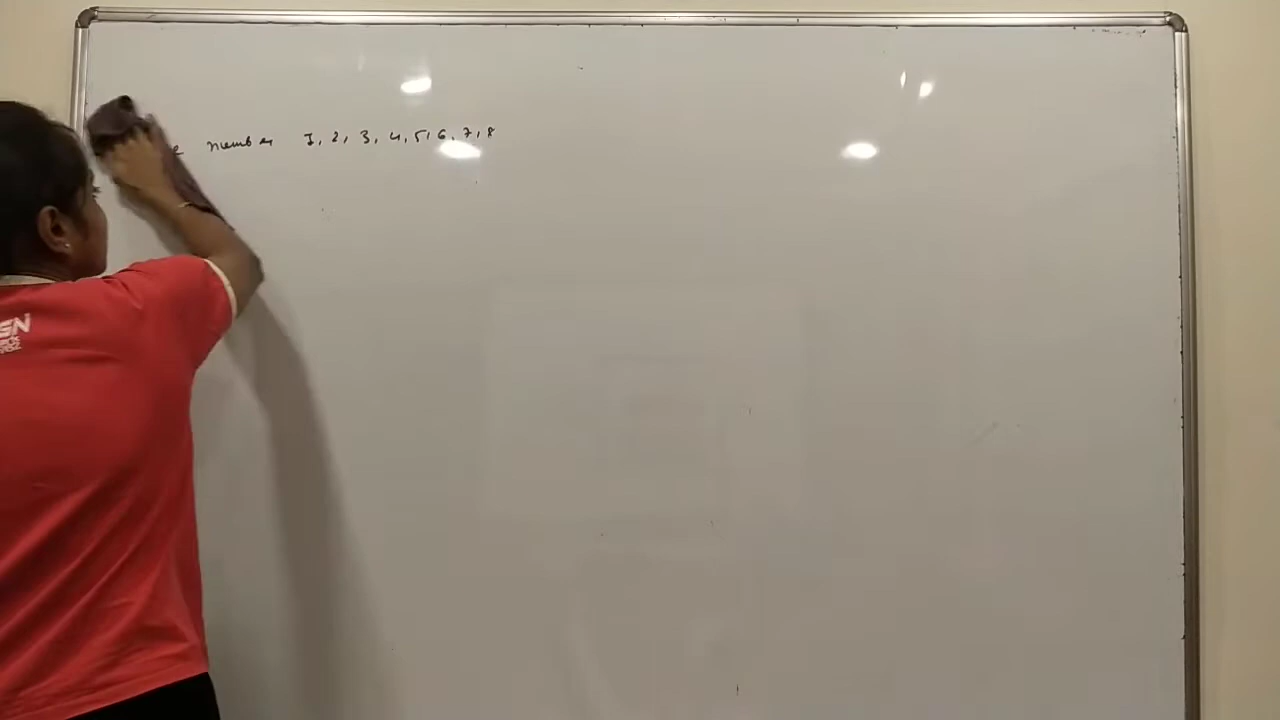 number 1, 2, 3, 4, 5, 6, 7, 8